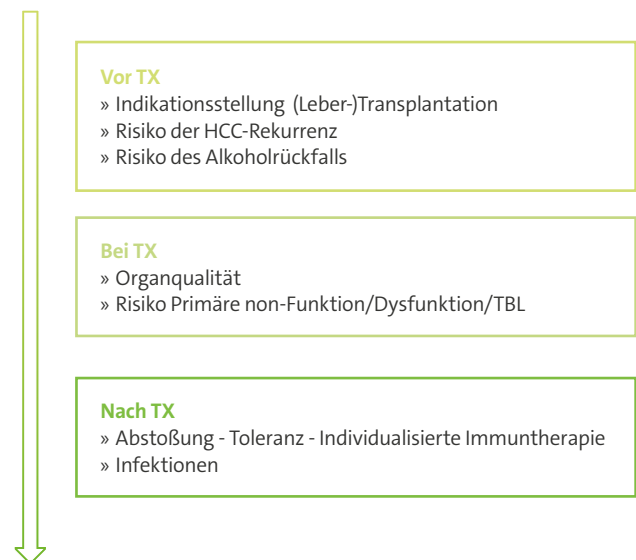 Vor TX
» Indikationsstellung (Leber-)Transplantation
» Risiko der HCC-Rekurrenz
» Risiko des Alkoholrückfalls
Bei TX
» Organqualität
» Risiko Primäre non-Funktion/Dysfunktion/TBL
Nach TX
» Abstoßung - Toleranz - Individualisierte Immuntherapie
» Infektionen